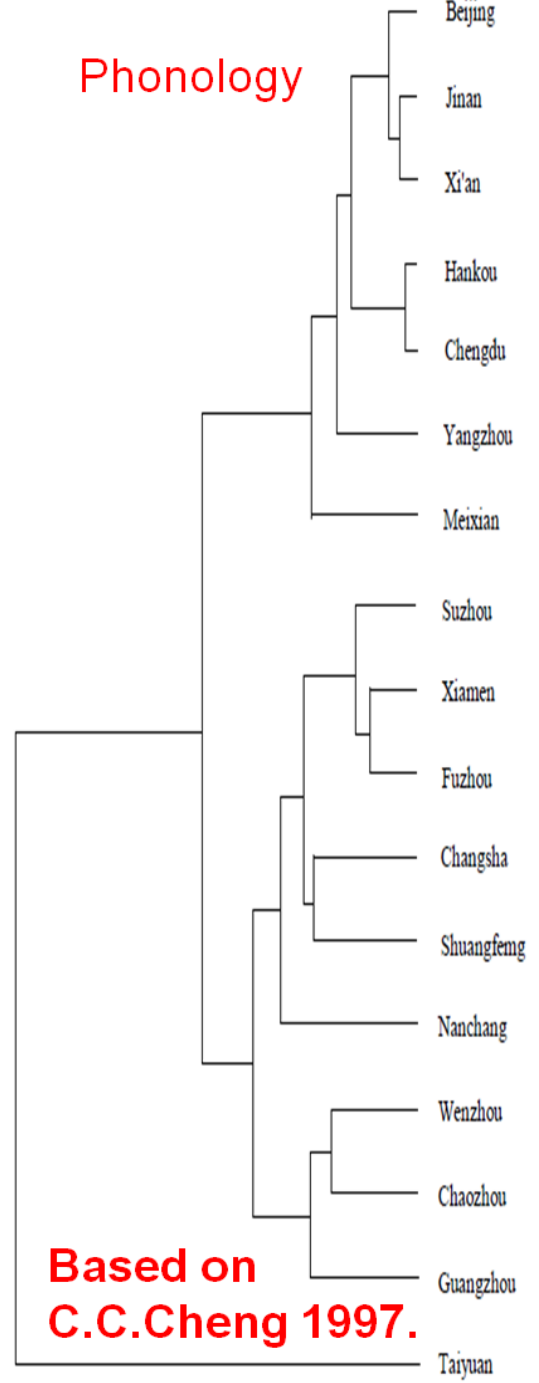 Beijing
Phonology
Jinan
Xi'an
Hankou
Chengdu
Yangzhou
Meixian
Suzhou
Xiamen
Fuzhou
Changsha
Shuangfemg
Nanchang
Wenzhou
Chaozhou
Based on
C.C.Cheng 1997.
Guangzhou
Taiyuan